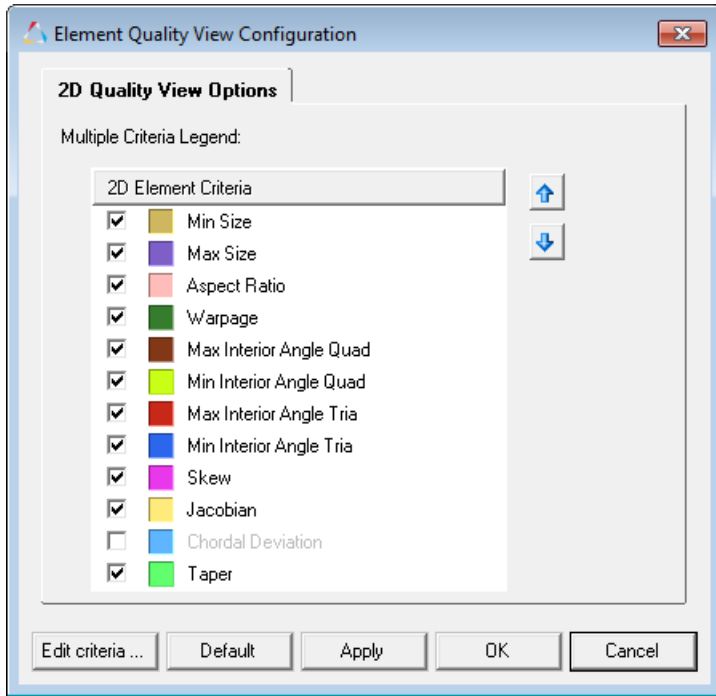 Element Quality View Configuration
2D Quality View Options
Multiple Criteria Legend:
2D Element Criteria
Min Size
Max Size
Aspect Ratio
Warpage
Max Interior Angle Quad
Min Interior Angle Quad
Max Interior Angle Tria
Min Interior Angle Tria
Skew
Jacobian
Chordal Deviation
Taper
Edit criteria ... Default Apply OK Cancel